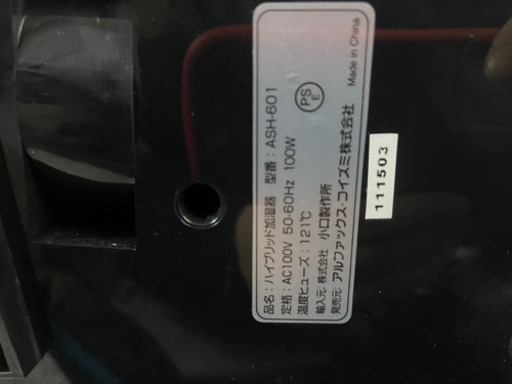 品名：ハイブリッド加湿器 型番：ASH-601
定格：AC100V 50-60Hz 100W
温度ヒューズ：121℃
輸入元：株式会社 小口製作所
発売元：アルファックス・コイズミ株式会社
PS
E
Made in China
111503